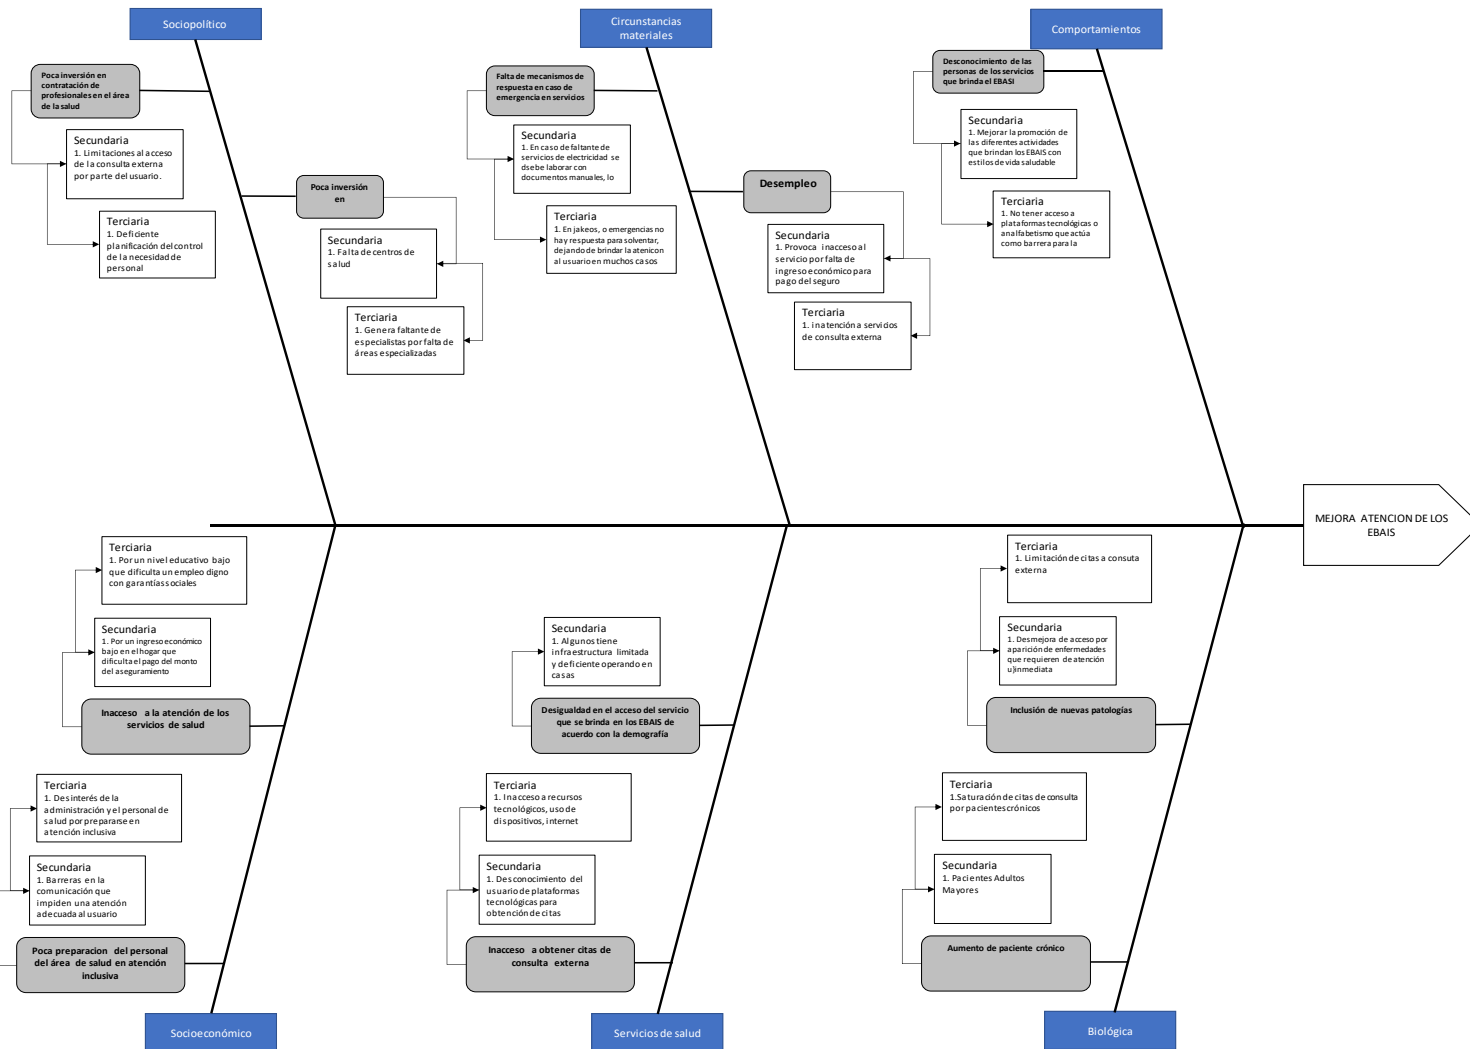 Sociopolítico
Circunstancias
materiales
Comportamientos
Poca inversión en
contratación de
profesionales en el área
de la salud
Secundaria
1. Limitaciones al acceso
de la consulta externa
por parte del usuario.
Terciaria
1. Deficiente
planificación del control
de la necesidad de
personal
Poca inversión
en
Secundaria
1. Falta de centros de
salud
Terciaria
1. Genera faltante de
especialistas por falta de
áreas especializadas
Falta de mecanismos de
respuesta en caso de
emergencia en servicios
Secundaria
1. En caso de faltante de
servicios de electricidad se
dsebe laborar con
documentos manuales, lo
Terciaria
1. En jakeos, o emergencias no
hay respuesta para solventar,
dejando de brindar la atenicon
al usuario en muchos casos
Desempleo
Secundaria
1. Provoca inacceso al
servicio por falta de
ingreso económico para
pago del seguro
Terciaria
1. inatención a servicios
de consulta externa
Desconocimiento de las
personas de los servicios
que brinda el EBASI
Secundaria
1. Mejorar la promoción de
las diferentes actividades
que brindan los EBAIS con
estilos de vida saludable
Terciaria
1. No tener acceso a
plataformas tecnológicas o
analfabetismo que actúa
como barrera para la
MEJORA ATENCION DE LOS
EBAIS
Terciaria
1. Por un nivel educativo bajo
que dificulta un empleo digno
con garantías sociales
Secundaria
1. Por un ingreso económico
bajo en el hogar que
dificulta el pago del monto
del aseguramiento
Inacceso a la atención de los
servicios de salud
Terciaria
1. Desinterés de la
administración y el personal de
salud por prepararse en
atención inclusiva
Secundaria
1. Barreras en la
comunicación que
impiden una atención
adecuada al usuario
Poca preparacion del personal
del área de salud en atención
inclusiva
Socioeconómico
Secundaria
1. Algunos tiene
infraestructura limitada
y deficiente operando en
casas
Desigualdad en el acceso del servicio
que se brinda en los EBAIS de
acuerdo con la demografía
Terciaria
1. Inacceso a recursos
tecnológicos, uso de
dispositivos, internet
Secundaria
1. Desconocimiento del
usuario de plataformas
tecnológicas para
obtención de citas
Inacceso a obtener citas de
consulta externa
Servicios de salud
Terciaria
1. Limitación de citas a consuta
externa
Secundaria
1. Desmejora de acceso por
aparición de enfermedades
que requieren de atención
u}inmediata
Inclusión de nuevas patologías
Terciaria
1.Saturación de citas de consulta
por pacientes crónicos
Secundaria
1. Pacientes Adultos
Mayores
Aumento de paciente crónico
Biológica